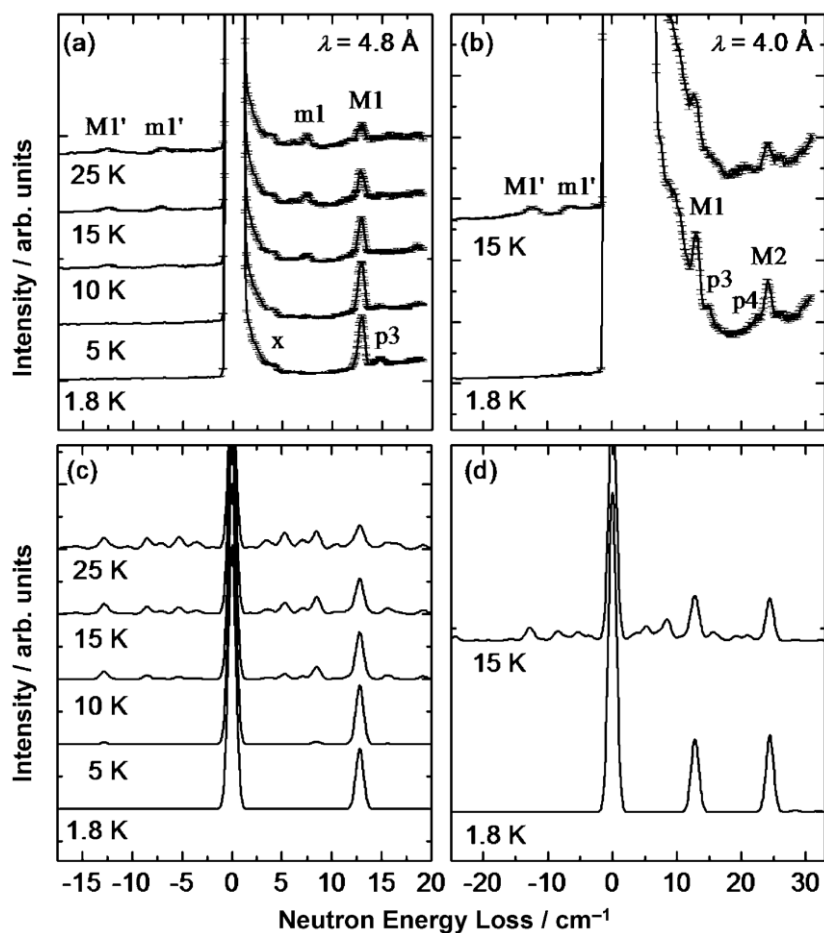 (a) λ = 4.8 Å
M1' m1' m1 M1
25 K
15 K
10 K
5 K
x p3
1.8 K
(b) λ = 4.0 Å
M1' m1' M1
15 K
p3 p4 M2
1.8 K
Intensity / arb. units
(c)
25 K
15 K
10 K
5 K
1.8 K
-15 -10 -5 0 5 10 15 20
(d)
15 K
1.8 K
-20 -10 0 10 20 30
Intensity / arb. units
Neutron Energy Loss / cm⁻¹